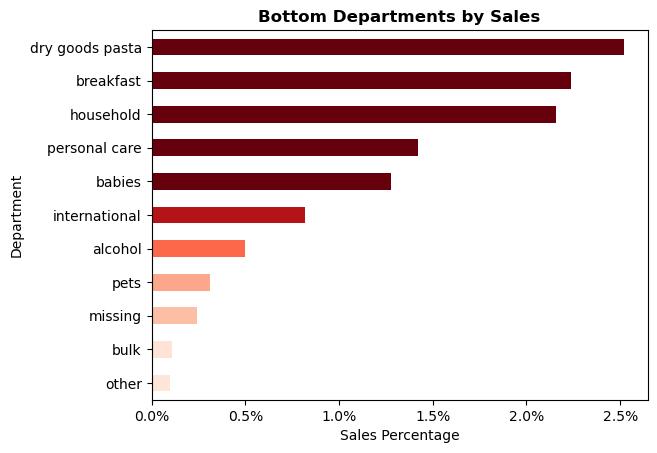 Bottom Departments by Sales
dry goods pasta
breakfast
household
personal care
babies
international
alcohol
pets
missing
bulk
other
Department
0.0% 0.5% 1.0% 1.5% 2.0% 2.5%
Sales Percentage